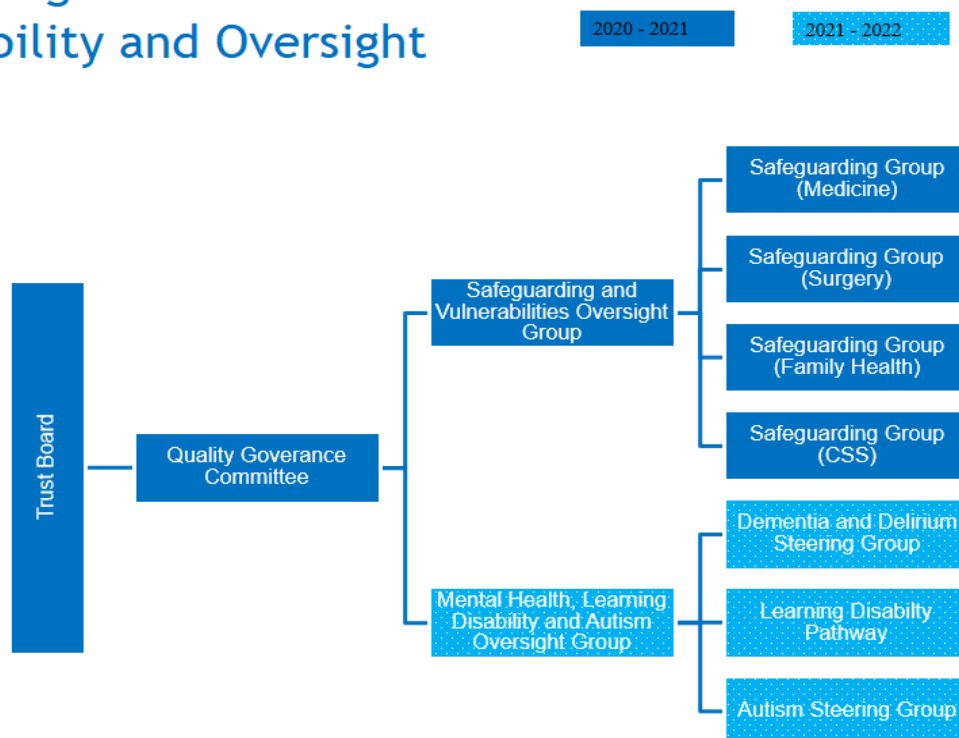 bility and Oversight
2020 - 2021
2021 - 2022
Trust Board
Quality Goverance
Committee
Safeguarding and
Vulnerabilities Oversight
Group
Mental Health, Learning
Disability and Autism
Oversight Group
Safeguarding Group
(Medicine)
Safeguarding Group
(Surgery)
Safeguarding Group
(Family Health)
Safeguarding Group
(CSS)
Dementia and Delirium
Steering Group
Learning Disabilty
Pathway
Autism Steering Group